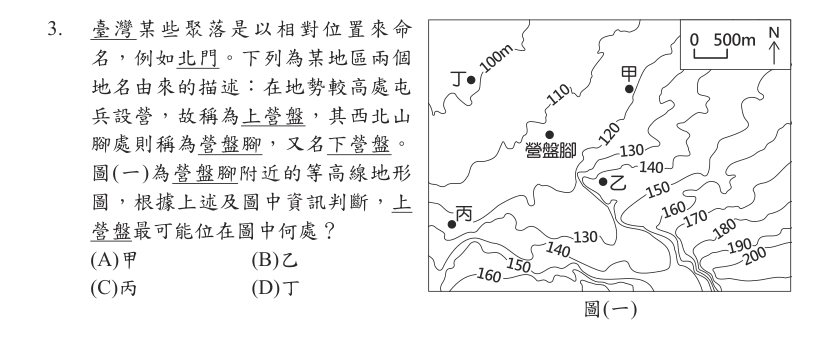 3. 臺灣某些聚落是以相對位置來命
名，例如北門。下列為某地區兩個
地名由來的描述：在地勢較高處屯
兵設營，故稱為上營盤，其西北山
腳處則稱為營盤腳，又名下營盤。
圖(一)為營盤腳附近的等高線地形
圖，根據上述及圖中資訊判斷，上
營盤最可能位在圖中何處？
(A)甲 (B)乙
(C)丙 (D)丁
0 500m N
丁 100m
甲
110
120
營盤腳
130
140
乙
150
160
170
丙
180
130
190
140
200
150
160
圖(一)